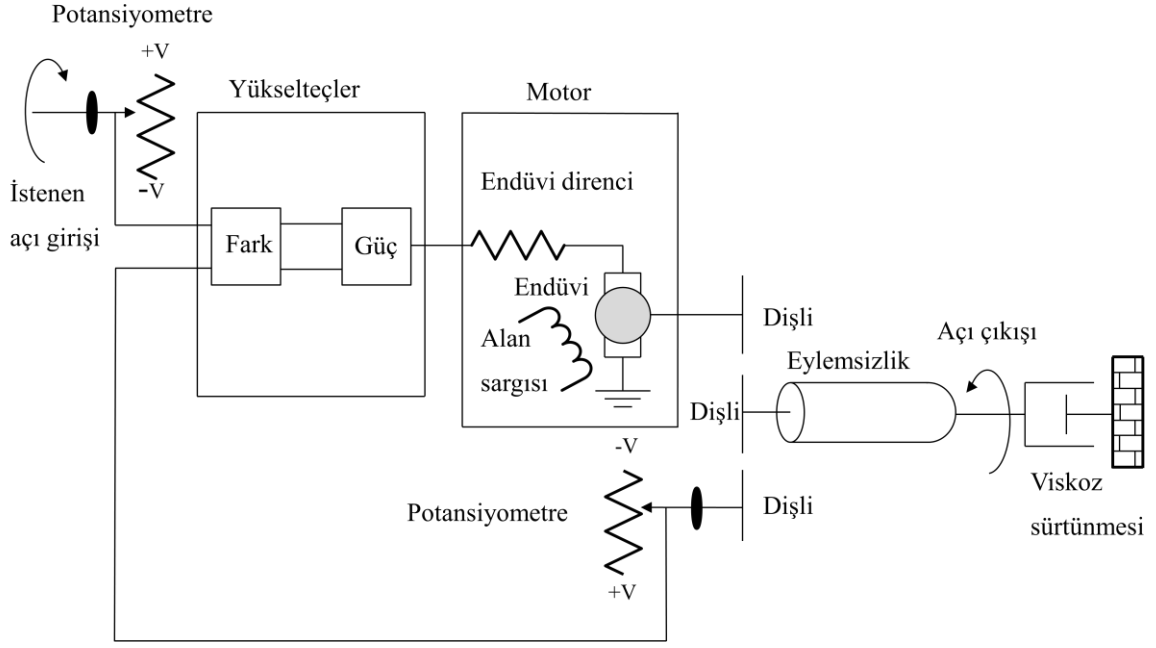 Potansiyometre
+V
-V
İstenen
açı girişi
Yükselteçler
Fark
Güç
Motor
Endüvi direnci
Endüvi
Alan
sargısı
Dişli
Eylemsizlik
Açı çıkışı
Dişli
Viskoz
sürtünmesi
-V
Potansiyometre
+V
Dişli